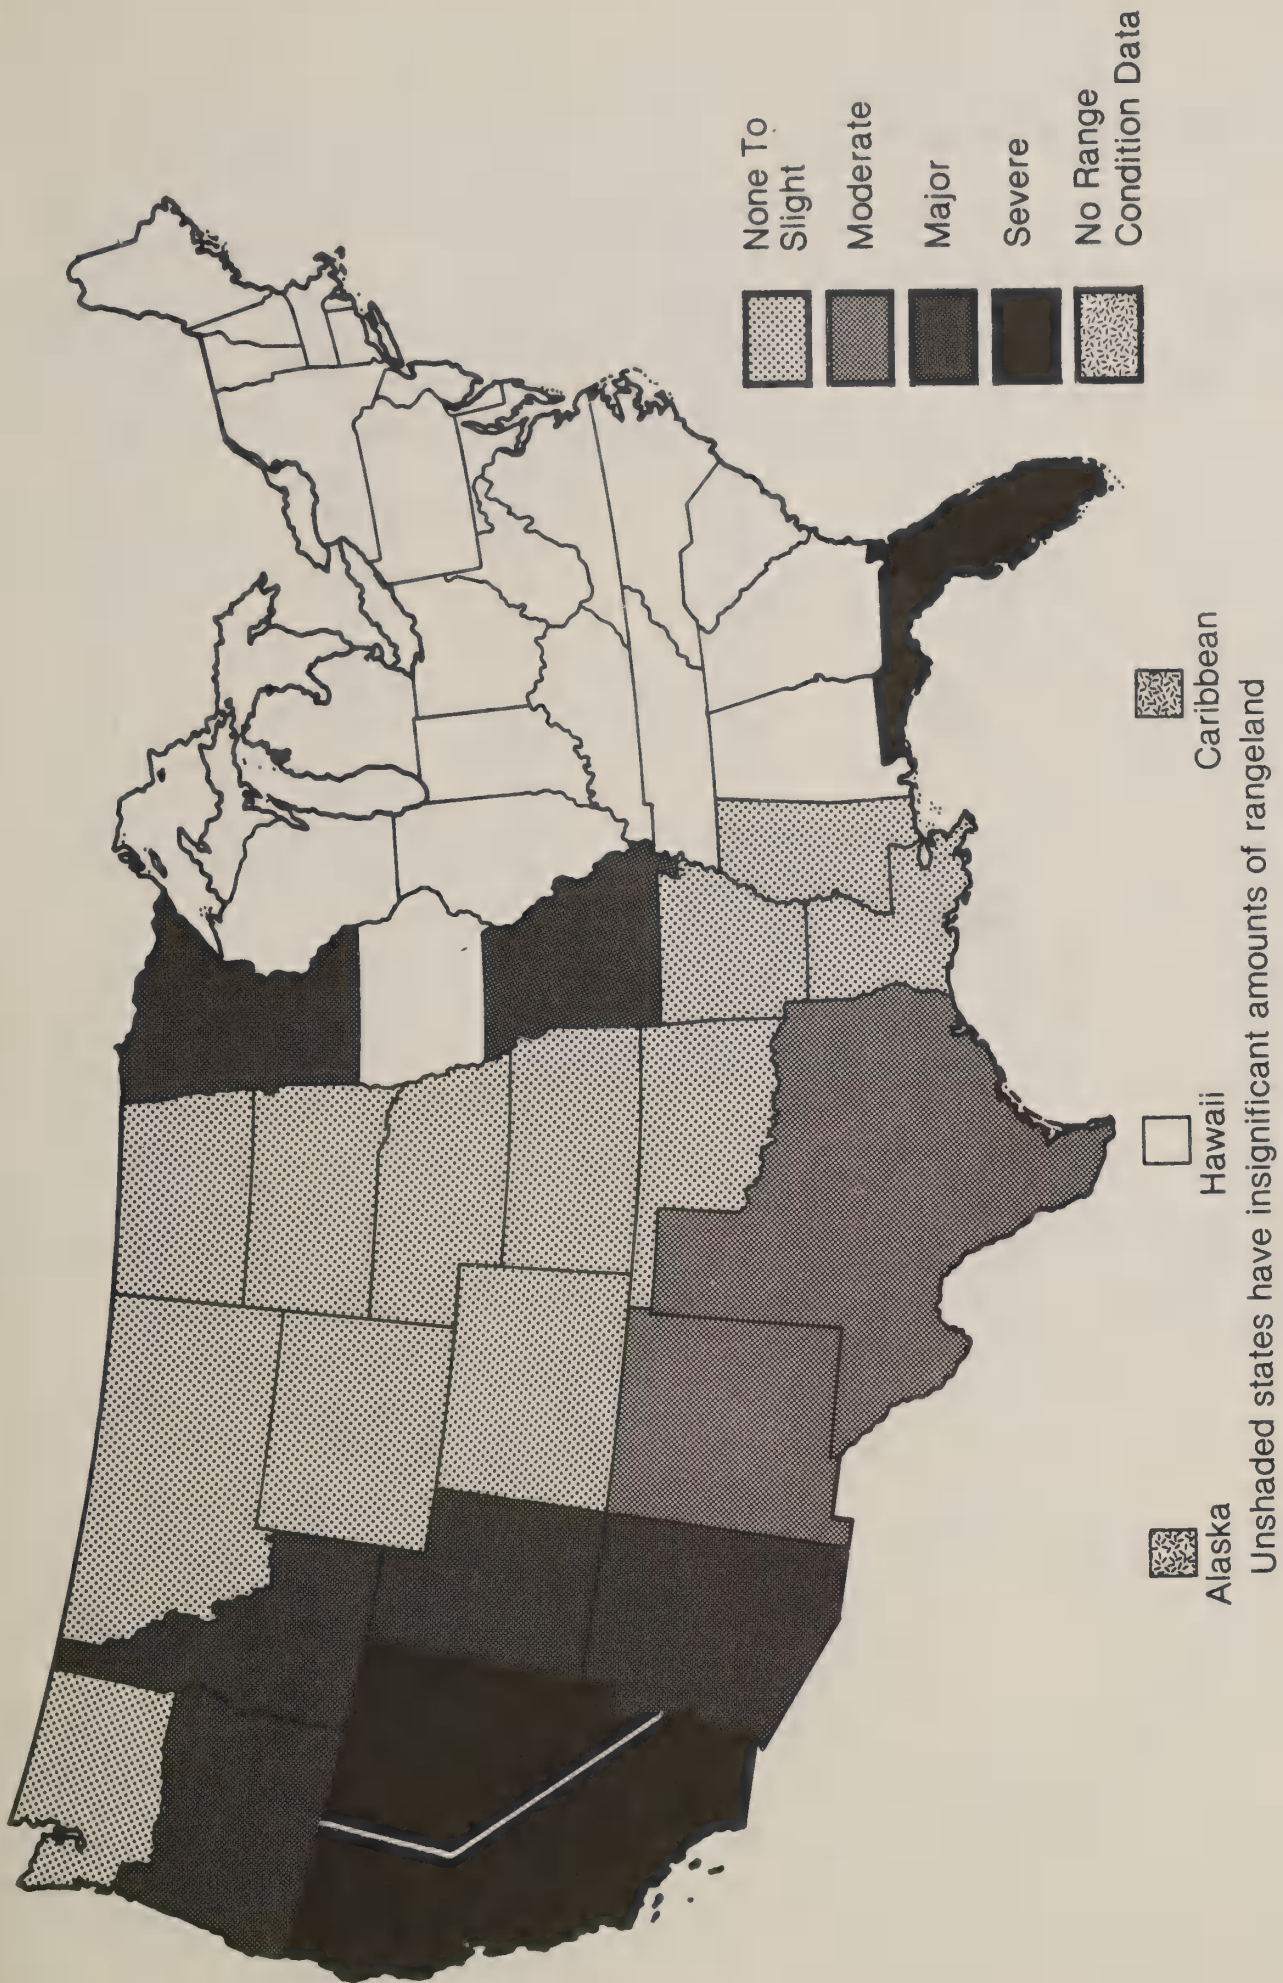 None To
Slight
Moderate
Major
Severe
No Range
Condition Data
Alaska
Hawaii
Caribbean
Unshaded states have insignificant amounts of rangeland